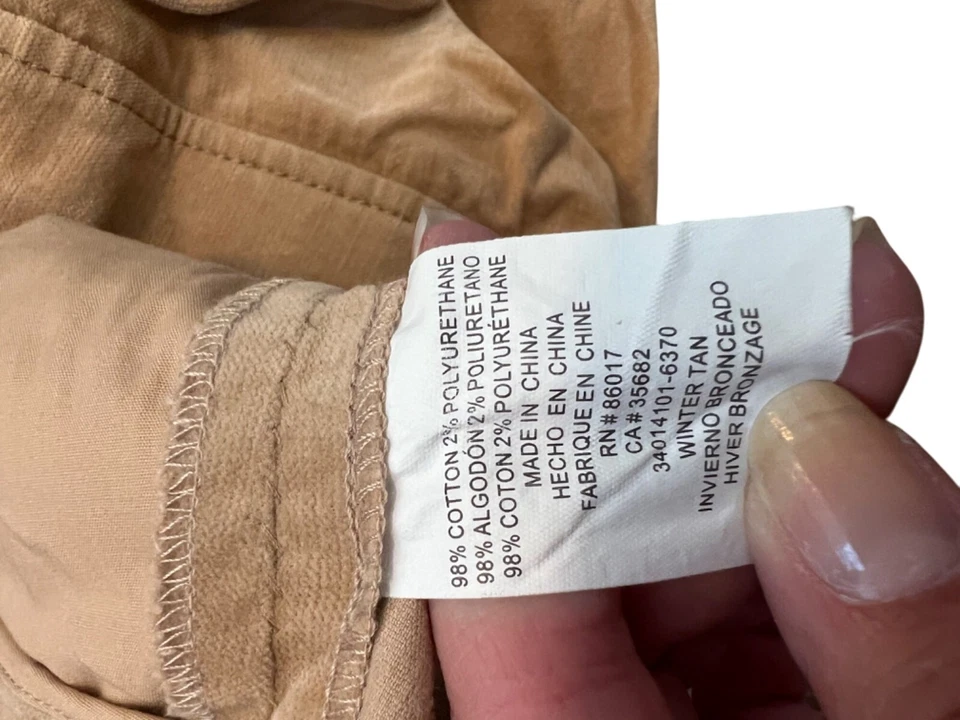 98% COTTON 2% POLYURETHANE
98% ALGODÓN 2% POLIURETANO
98% COTON 2% POLYURÉTHANE
MADE IN CHINA
HECHO EN CHINA
FABRIQUE EN CHINE
RN# 86017
CA# 35682
34014101-6370
WINTER TAN
INVIERNO BRONCEADO
HIVER BRONZAGE